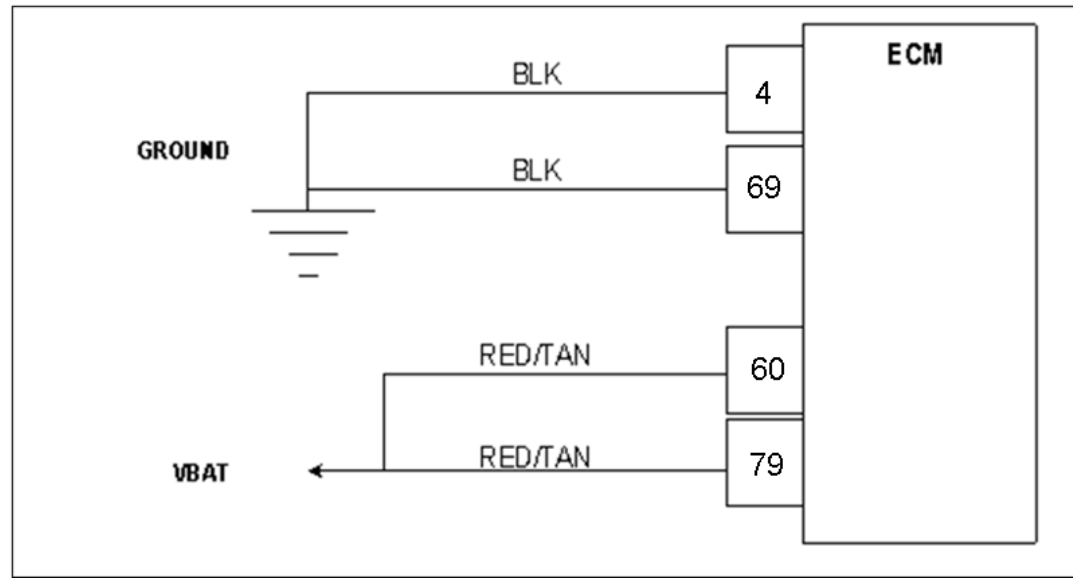 ECM
BLK
4
GROUND
BLK
69
RED/TAN
60
VBAT
RED/TAN
79